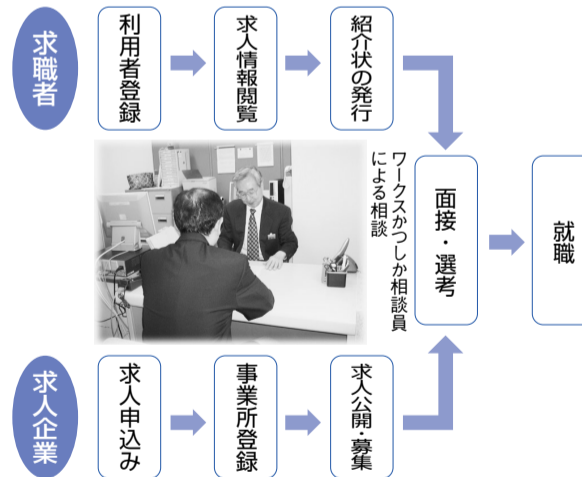 求職者
利用者登録
求人情報閲覧
紹介状の発行
ワークスかつしか相談員
による相談
面接・選考
就職
求人企業
求人申込み
事業所登録
求人公開・募集